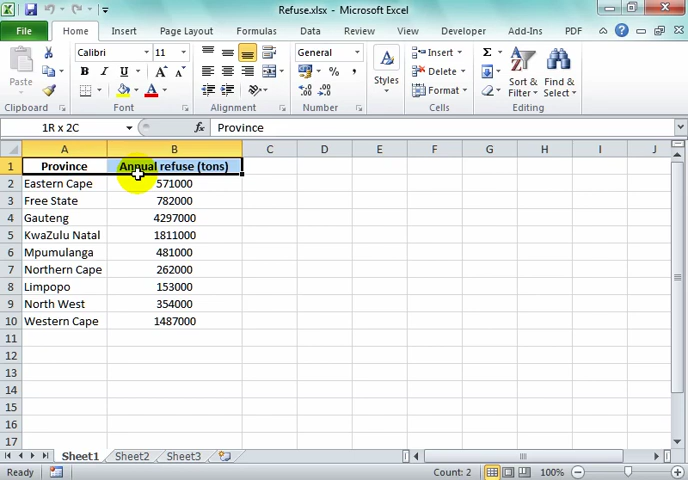 Refuse.xlsx - Microsoft Excel
File Home Insert Page Layout Formulas Data Review View Developer Add-Ins PDF
Calibri 11 General Insert
B I U % , Delete
Paste Styles Format Sort & Filter Find & Select
Clipboard Font Alignment Number Cells Editing
1R x 2C fx Province
A B C D E F G H I J
1 Province Annual refuse (tons)
2 Eastern Cape 571000
3 Free State 782000
4 Gauteng 4297000
5 KwaZulu Natal 1811000
6 Mpumulanga 481000
7 Northern Cape 262000
8 Limpopo 153000
9 North West 354000
10 Western Cape 1487000
11
12
13
14
15
16
17
Sheet1 Sheet2 Sheet3
Ready Count: 2 100%